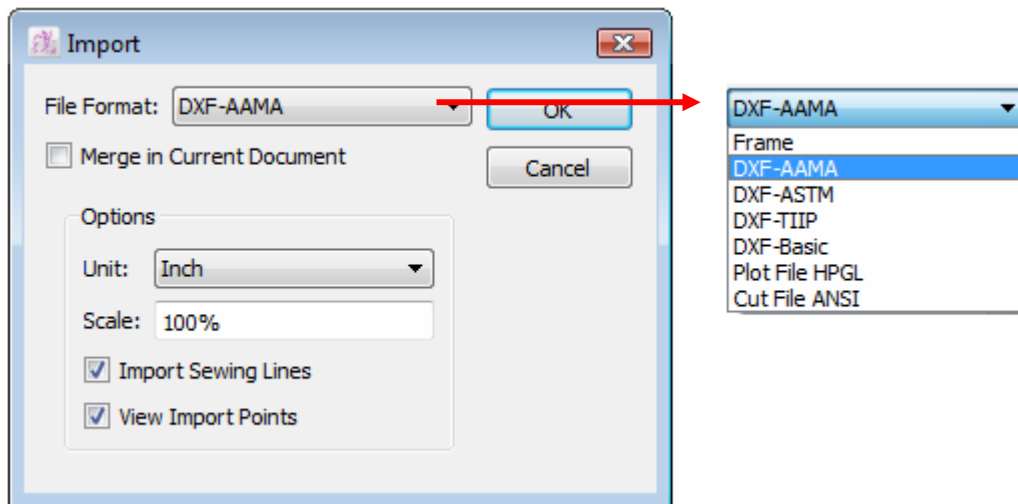 Import
File Format: DXF-AAMA
OK
Merge in Current Document
Cancel
Options
Unit: Inch
Scale: 100%
Import Sewing Lines
View Import Points
DXF-AAMA
Frame
DXF-AAMA
DXF-ASTM
DXF-TIIP
DXF-Basic
Plot File HPGL
Cut File ANSI